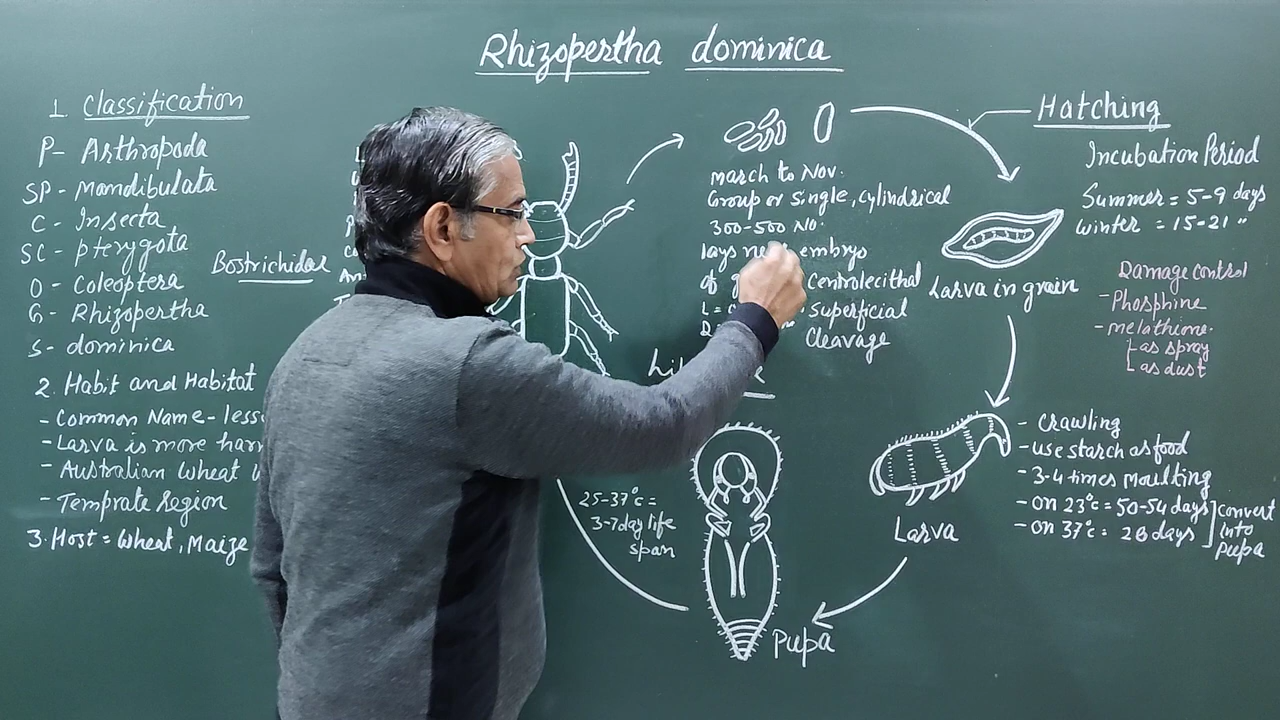 Rhizopertha dominica
1. Classification
P- Arthropoda
SP- Mandibulata
C - Insecta
SC- pterygota
O - Coleoptera
Bostrichidae
G- Rhizopertha
S- dominica
2. Habit and Habitat
- Common Name-
- Larva is more
- Australian wheat
- Temprate Region
3. Host = Wheat, Maize
March to Nov.
Group or Single, Cylindrical
300-500 No.
lays embryo
of Centrolecithal
L = Superficial
Cleavage
Hatching
Incubation Period
Summer = 5-9 days
winter = 15-21 "
Larva in grain
Damage control
- Phosphine
- melathione.
as spray
as dust
- Crawling
- use starch as food
- 3-4 times Moulting
- On 23°c = 50-54 days
- On 37°c = 28 days
convert
into
pupa
Larva
Pupa
25-37°c =
3-7 day life
span